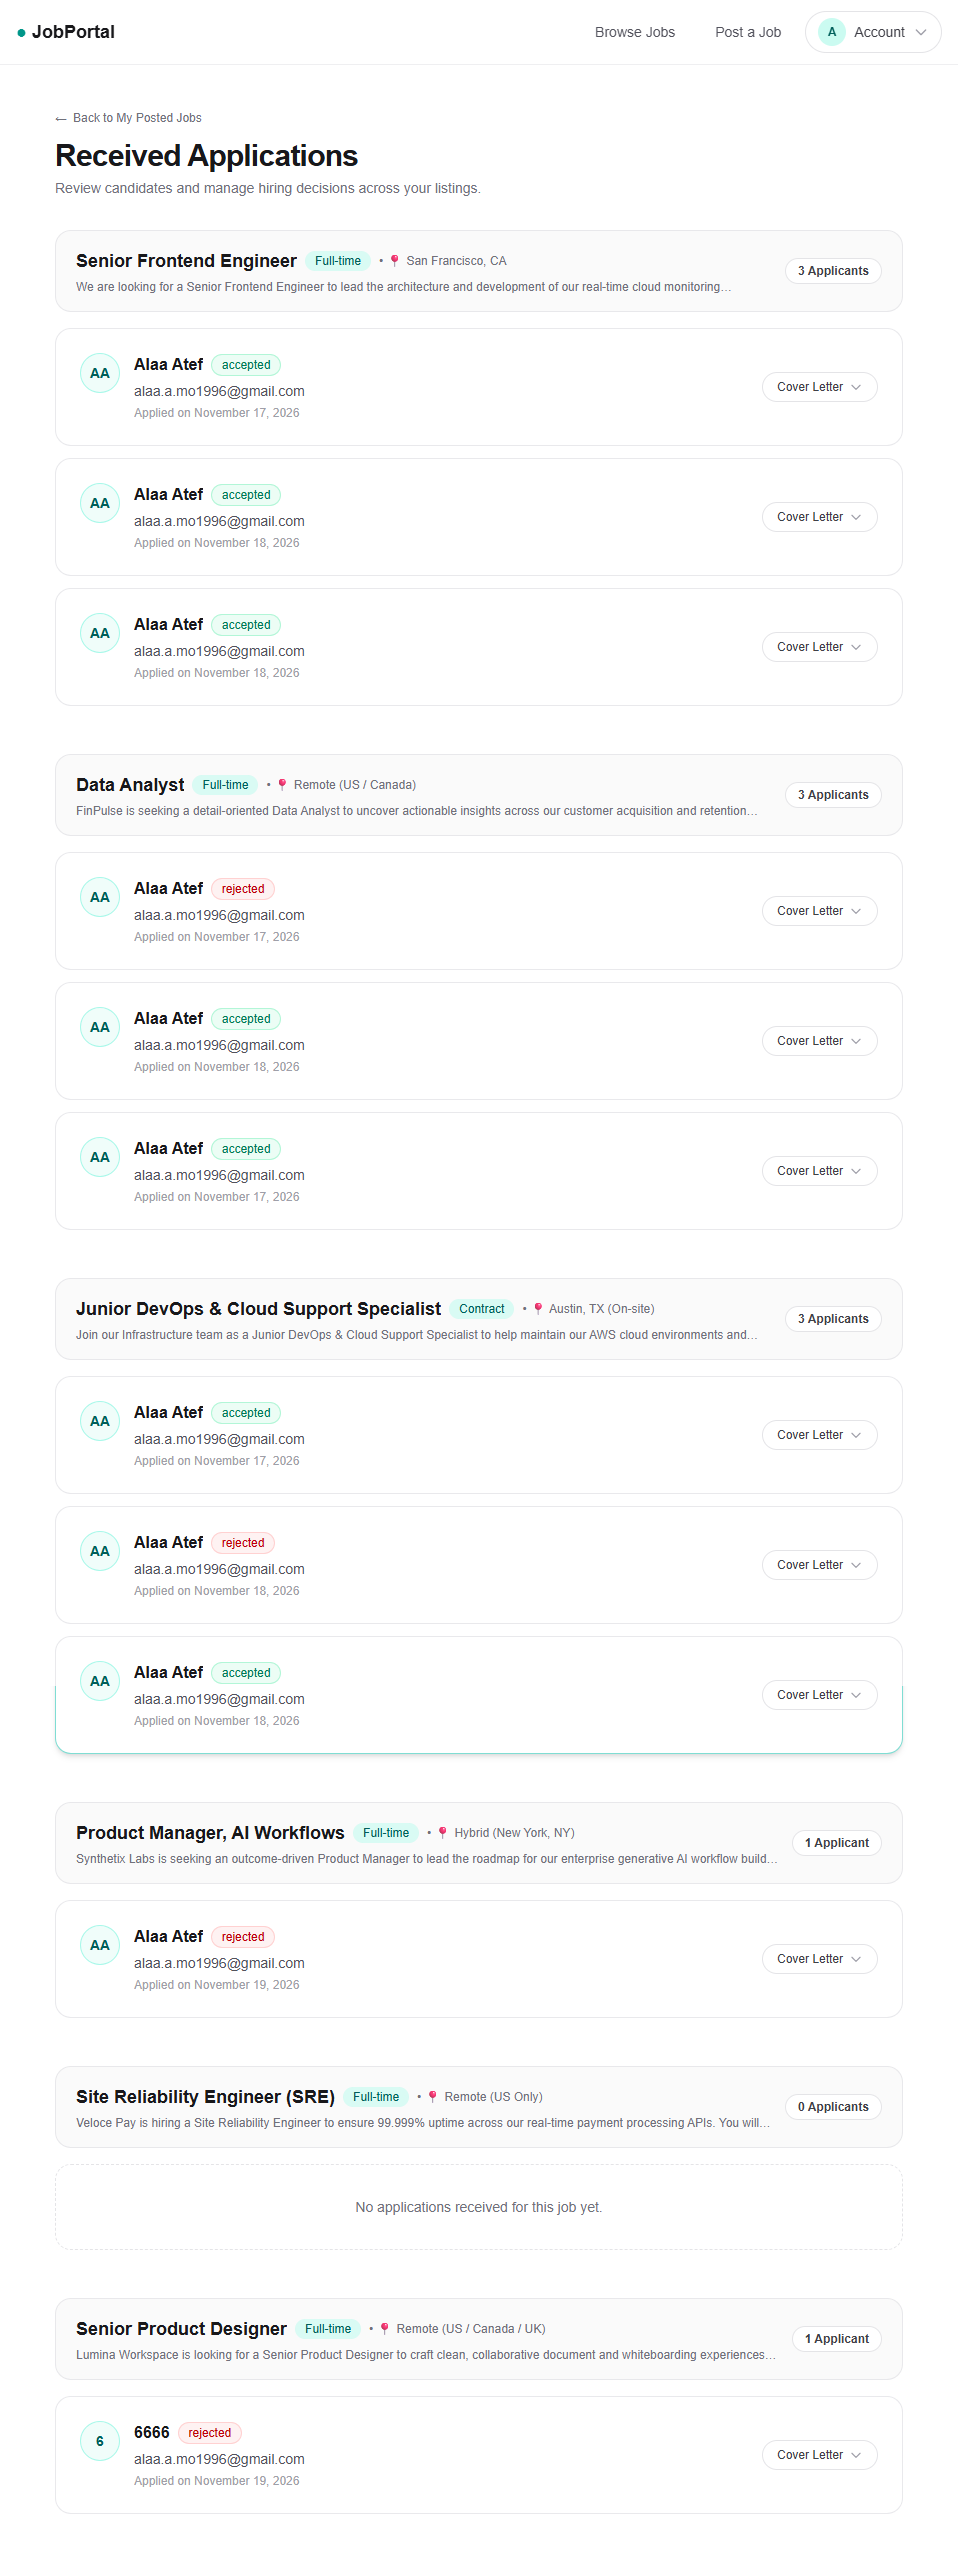 JobPortal
Browse Jobs
Post a Job
A
Account
← Back to My Posted Jobs
Received Applications
Review candidates and manage hiring decisions across your listings.
Senior Frontend Engineer Full-time • 📍 San Francisco, CA
We are looking for a Senior Frontend Engineer to lead the architecture and development of our real-time cloud monitoring…
3 Applicants
AA
Alaa Atef accepted
alaa.a.mo1996@gmail.com
Applied on November 17, 2026
Cover Letter
AA
Alaa Atef accepted
alaa.a.mo1996@gmail.com
Applied on November 18, 2026
Cover Letter
AA
Alaa Atef accepted
alaa.a.mo1996@gmail.com
Applied on November 18, 2026
Cover Letter
Data Analyst Full-time • 📍 Remote (US / Canada)
FinPulse is seeking a detail-oriented Data Analyst to uncover actionable insights across our customer acquisition and retention…
3 Applicants
AA
Alaa Atef rejected
alaa.a.mo1996@gmail.com
Applied on November 17, 2026
Cover Letter
AA
Alaa Atef accepted
alaa.a.mo1996@gmail.com
Applied on November 18, 2026
Cover Letter
AA
Alaa Atef accepted
alaa.a.mo1996@gmail.com
Applied on November 17, 2026
Cover Letter
Junior DevOps & Cloud Support Specialist Contract • 📍 Austin, TX (On-site)
Join our Infrastructure team as a Junior DevOps & Cloud Support Specialist to help maintain our AWS cloud environments and…
3 Applicants
AA
Alaa Atef accepted
alaa.a.mo1996@gmail.com
Applied on November 17, 2026
Cover Letter
AA
Alaa Atef rejected
alaa.a.mo1996@gmail.com
Applied on November 18, 2026
Cover Letter
AA
Alaa Atef accepted
alaa.a.mo1996@gmail.com
Applied on November 18, 2026
Cover Letter
Product Manager, AI Workflows Full-time • 📍 Hybrid (New York, NY)
Synthetix Labs is seeking an outcome-driven Product Manager to lead the roadmap for our enterprise generative AI workflow build…
1 Applicant
AA
Alaa Atef rejected
alaa.a.mo1996@gmail.com
Applied on November 19, 2026
Cover Letter
Site Reliability Engineer (SRE) Full-time • 📍 Remote (US Only)
Veloce Pay is hiring a Site Reliability Engineer to ensure 99.999% uptime across our real-time payment processing APIs. You will…
0 Applicants
No applications received for this job yet.
Senior Product Designer Full-time • 📍 Remote (US / Canada / UK)
Lumina Workspace is looking for a Senior Product Designer to craft clean, collaborative document and whiteboarding experiences…
1 Applicant
6
6666 rejected
alaa.a.mo1996@gmail.com
Applied on November 19, 2026
Cover Letter